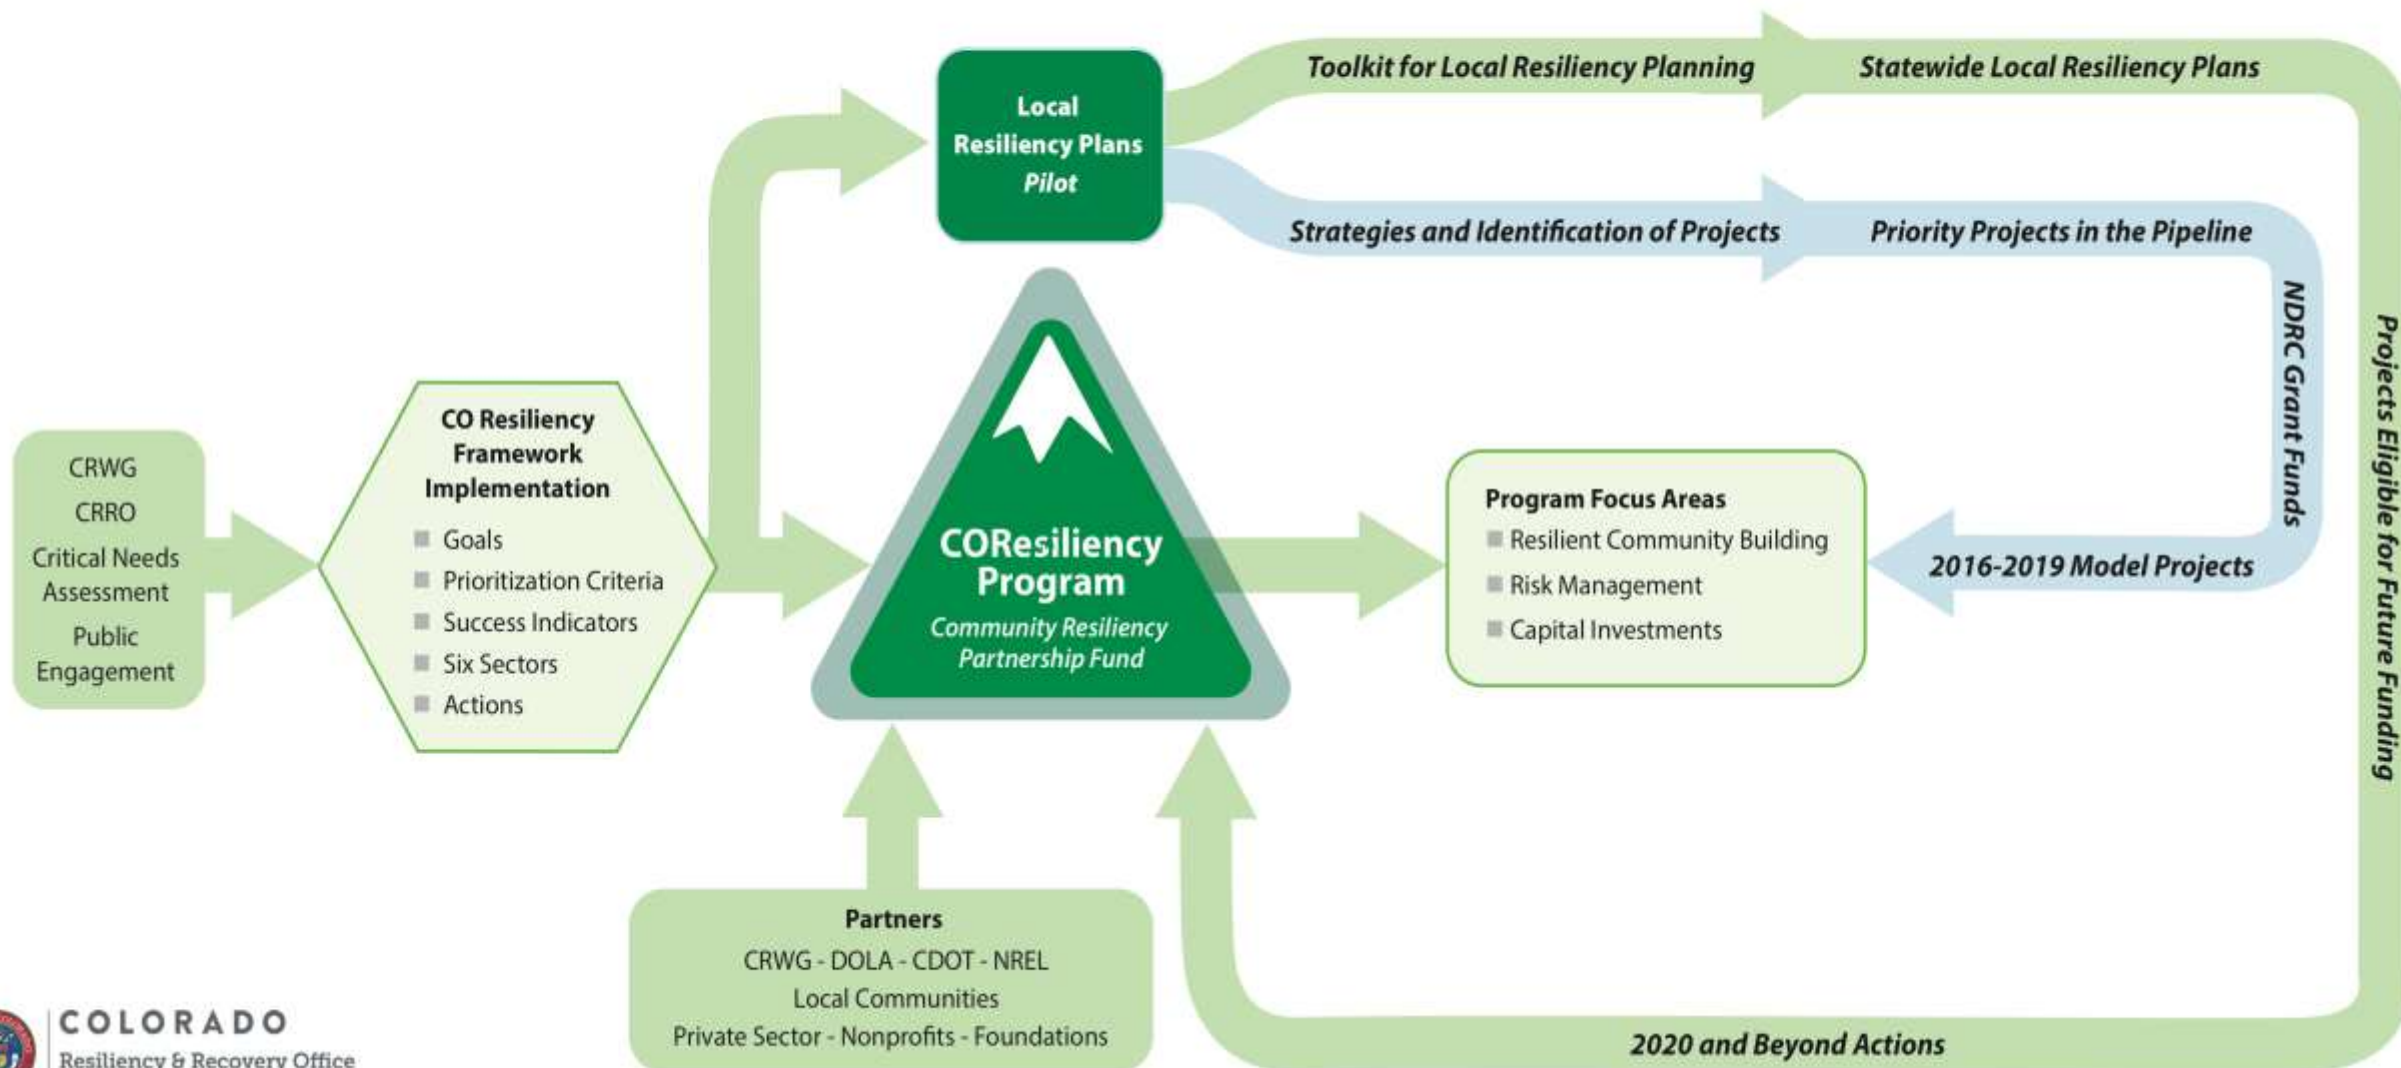 Local
Resiliency Plans
Pilot
Toolkit for Local Resiliency Planning
Statewide Local Resiliency Plans
Strategies and Identification of Projects
Priority Projects in the Pipeline
NDRC Grant Funds
Projects Eligible for Future Funding
CRWG
CRRO
Critical Needs
Assessment
Public
Engagement
CO Resiliency
Framework
Implementation
Goals
Prioritization Criteria
Success Indicators
Six Sectors
Actions
COResiliency
Program
Community Resiliency
Partnership Fund
Program Focus Areas
Resilient Community Building
Risk Management
Capital Investments
2016-2019 Model Projects
Partners
CRWG - DOLA - CDOT - NREL
Local Communities
Private Sector - Nonprofits - Foundations
2020 and Beyond Actions
COLORADO
Resiliency & Recovery Office